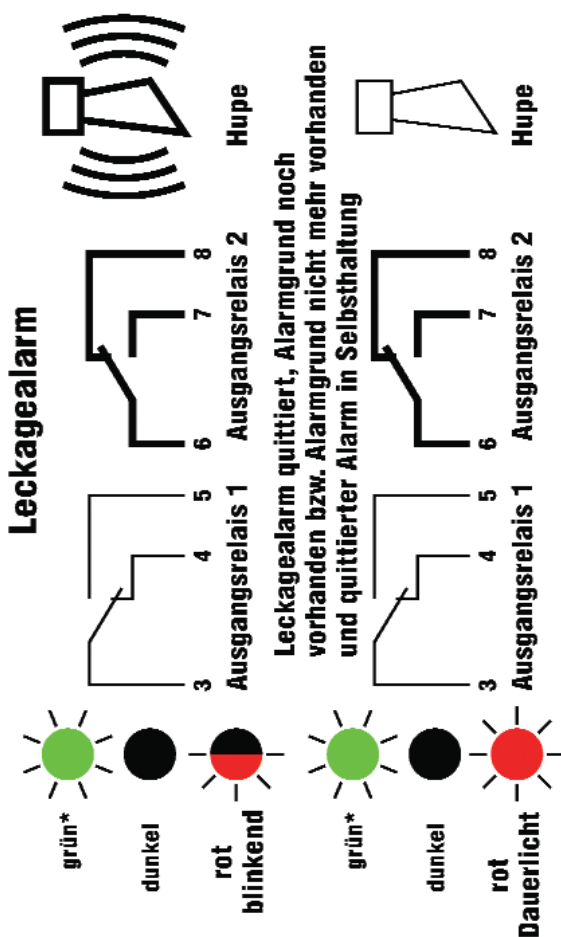 Leckagealarm
grün*
dunkel
rot
blinkend
3 4 5
Ausgangsrelais 1
6 7 8
Ausgangsrelais 2
Hupe
Leckagealarm quittiert, Alarmgrund noch
vorhanden bzw. Alarmgrund nicht mehr vorhanden
und quittierter Alarm in Selbsthaltung
grün*
dunkel
rot
Dauerlicht
3 4 5
Ausgangsrelais 1
6 7 8
Ausgangsrelais 2
Hupe